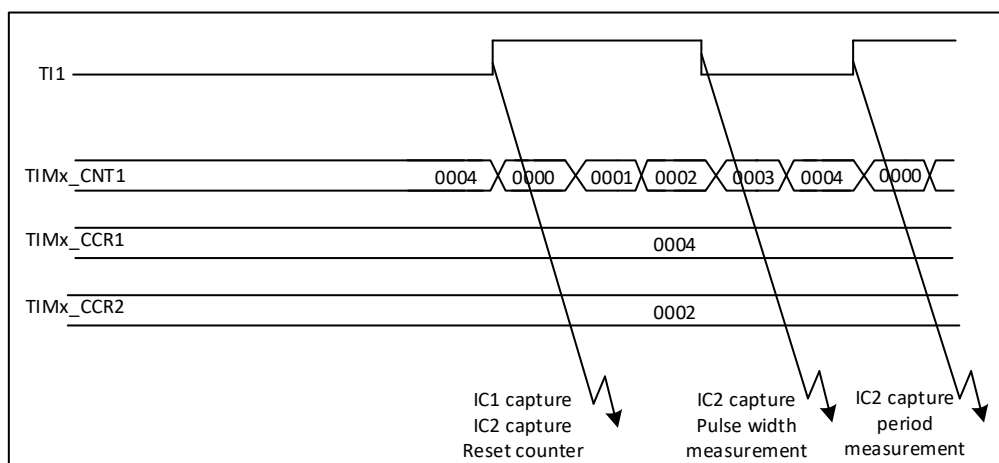 TI1
TIMx_CNT1
0004 0000 0001 0002 0003 0004 0000
TIMx_CCR1
0004
TIMx_CCR2
0002
IC1 capture
IC2 capture
Reset counter
IC2 capture
Pulse width
measurement
IC2 capture
period
measurement